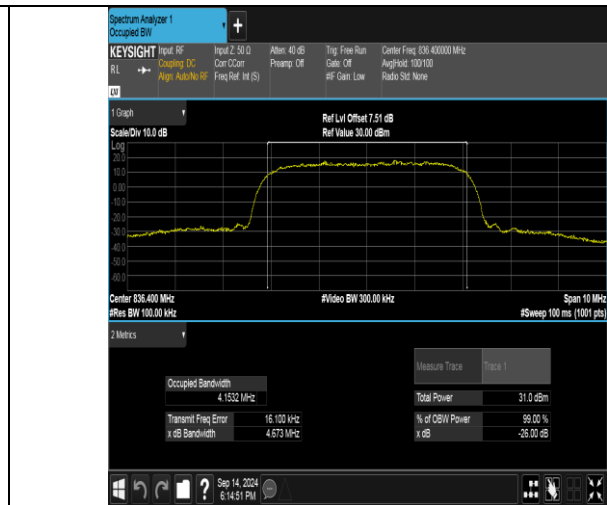 Spectrum Analyzer 1
Occupied BW
+
KEYSIGHT Input: RF Input Z: 50 Ω Atten: 40 dB Trig: Free Run Center Freq: 836.400000 MHz
RL Coupling: DC Corr CCorr Preamp: Off Gate: Off Avg|Hold: 100/100
Align: Auto/No RF Freq Ref: Int (S) #IF Gain: Low Radio Std: None
LXI
1 Graph
Ref Lvl Offset 7.51 dB
Scale/Div 10.0 dB Ref Value 30.00 dBm
Log
20.0
10.0
0.00
-10.0
-20.0
-30.0
-40.0
-50.0
-60.0
Center 836.400 MHz #Video BW 300.00 kHz Span 10 MHz
#Res BW 100.00 kHz #Sweep 100 ms (1001 pts)
2 Metrics
Measure Trace Trace 1
Occupied Bandwidth
4.1532 MHz Total Power 31.0 dBm
Transmit Freq Error 16.100 kHz % of OBW Power 99.00 %
x dB Bandwidth 4.673 MHz x dB -26.00 dB
? Sep 14, 2024
6:14:51 PM